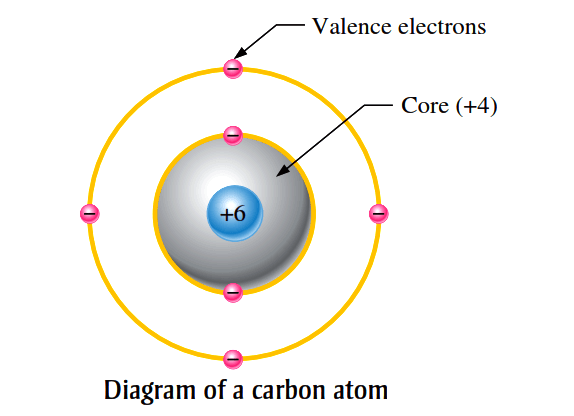 Valence electrons
Core (+4)
+6
Diagram of a carbon atom